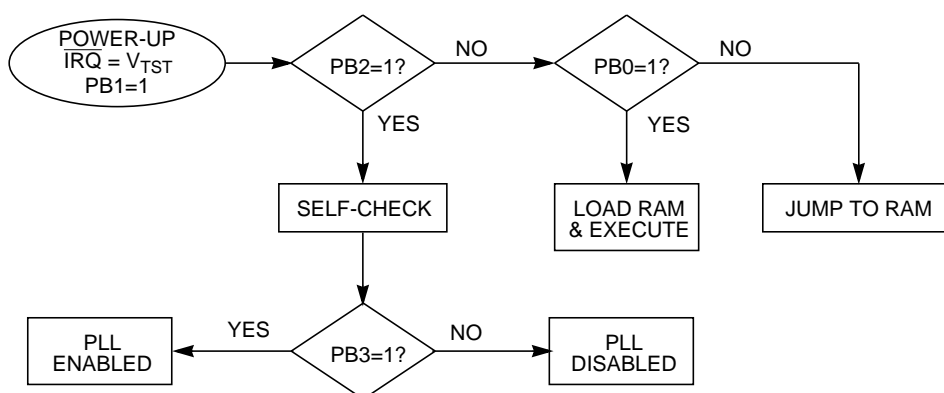 POWER-UP
IRQ = VTST
PB1=1
PB2=1?
NO
PB0=1?
NO
YES
YES
SELF-CHECK
LOAD RAM
& EXECUTE
JUMP TO RAM
YES
NO
PLL
ENABLED
PB3=1?
PLL
DISABLED